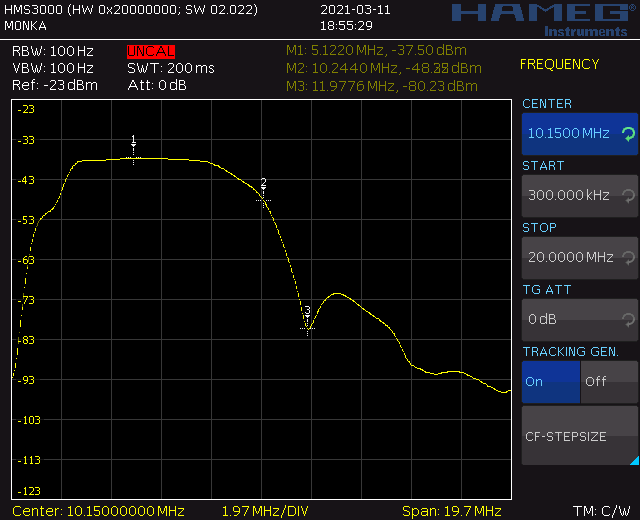 HMS3000 (HW 0x20000000; SW 02.022)
M0NKA
2021-03-11
18:55:29
HAMEG®
Instruments
RBW: 100 Hz
UNCAL
VBW: 100 Hz
SWT: 200 ms
Ref: -23 dBm
Att: 0 dB
M1: 5.1220 MHz, -37.50 dBm
M2: 10.2440 MHz, dBm
M3: 11.9776 MHz, -80.23 dBm
FREQUENCY
-23
-33
-43
-53
-63
-73
-83
-93
-103
-113
-123
1
2
3
CENTER
10.1500 MHz
START
300.000 kHz
STOP
20.0000 MHz
TG ATT
0 dB
TRACKING GEN.
On
Off
CF-STEPSIZE
Center: 10.15000000 MHz
1.97 MHz/DIV
Span: 19.7 MHz
TM: C/W